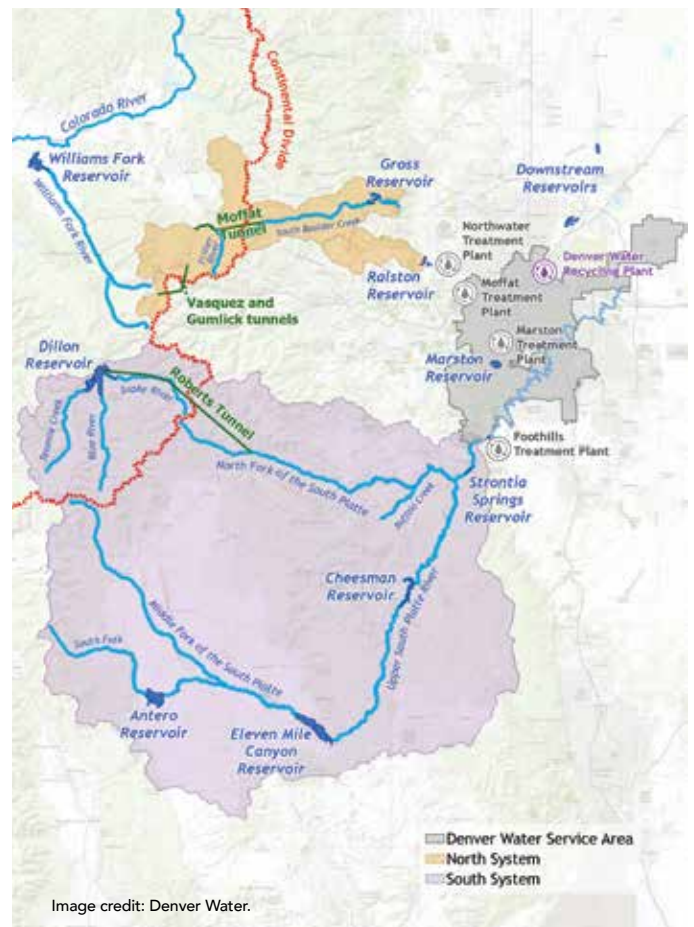 Colorado River
Continental Divide
Williams Fork
Reservoir
Williams Fork River
Gross
Reservoir
Downstream
Reservoirs
Moffat
Tunnel
South Boulder Creek
Northwater
Treatment
Plant
Denver Water
Recycling Plant
Ralston
Reservoir
Moffat
Treatment
Plant
Vasquez and
Gumlick tunnels
Marston
Treatment
Plant
Marston
Reservoir
Dillon
Reservoir
Roberts Tunnel
Snake River
Tenmile Creek
Blue River
North Fork of the South Platte
Buffalo Creek
Foothills
Treatment Plant
Strontia
Springs
Reservoir
Cheesman
Reservoir
Upper South Platte River
Middle Fork of the South Platte
South Fork
Antero
Reservoir
Eleven Mile
Canyon
Reservoir
Denver Water Service Area
North System
South System
Image credit: Denver Water.